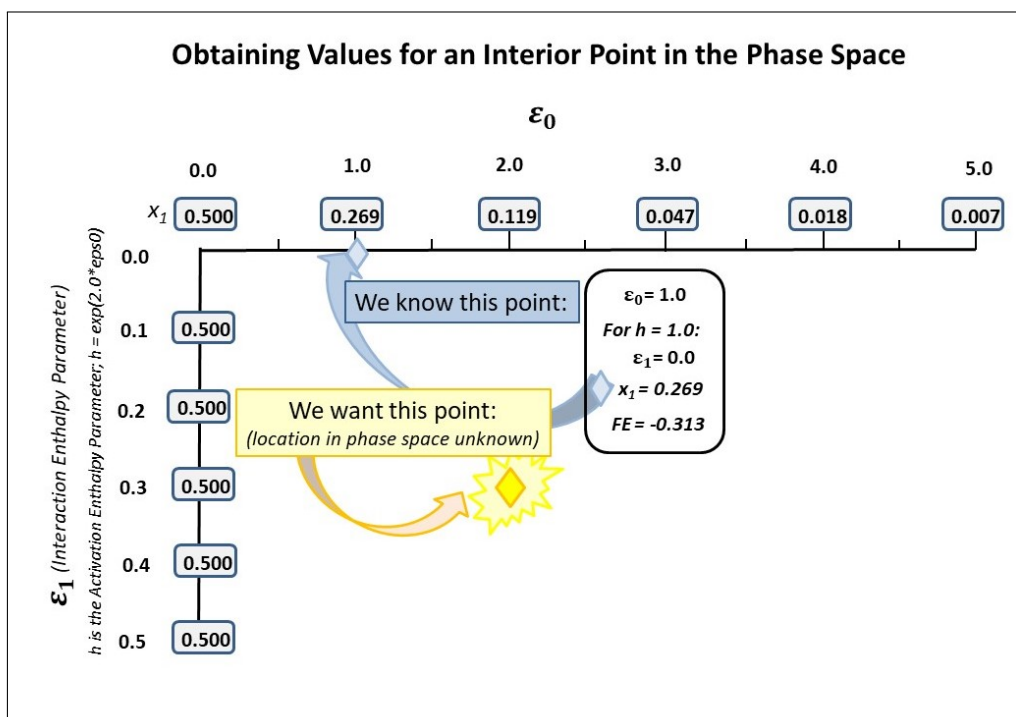 Obtaining Values for an Interior Point in the Phase Space
ε₀
0.0 1.0 2.0 3.0 4.0 5.0
x₁ 0.500 0.269 0.119 0.047 0.018 0.007
0.0
We know this point:
ε₀= 1.0
For h = 1.0:
ε₁= 0.0
x₁ = 0.269
FE = -0.313
0.1 0.500
0.2 0.500
We want this point:
(location in phase space unknown)
0.3 0.500
0.4 0.500
0.5 0.500
ε₁ (Interaction Enthalpy Parameter)
h is the Activation Enthalpy Parameter; h = exp(2.0*eps0)